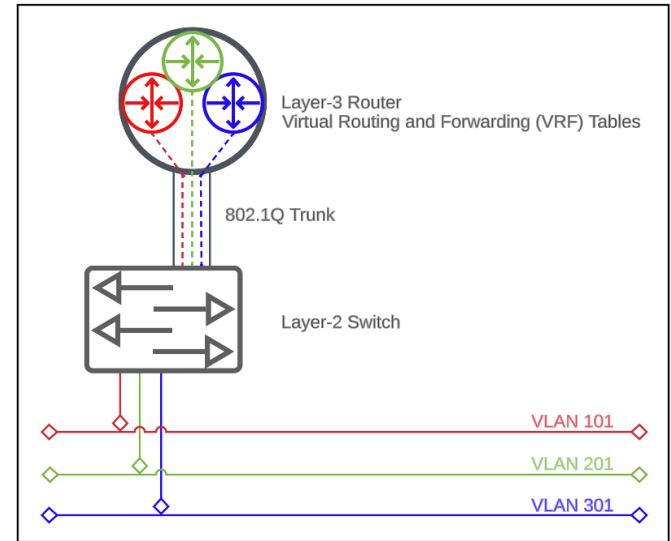 Layer-3 Router
Virtual Routing and Forwarding (VRF) Tables
802.1Q Trunk
Layer-2 Switch
VLAN 101
VLAN 201
VLAN 301